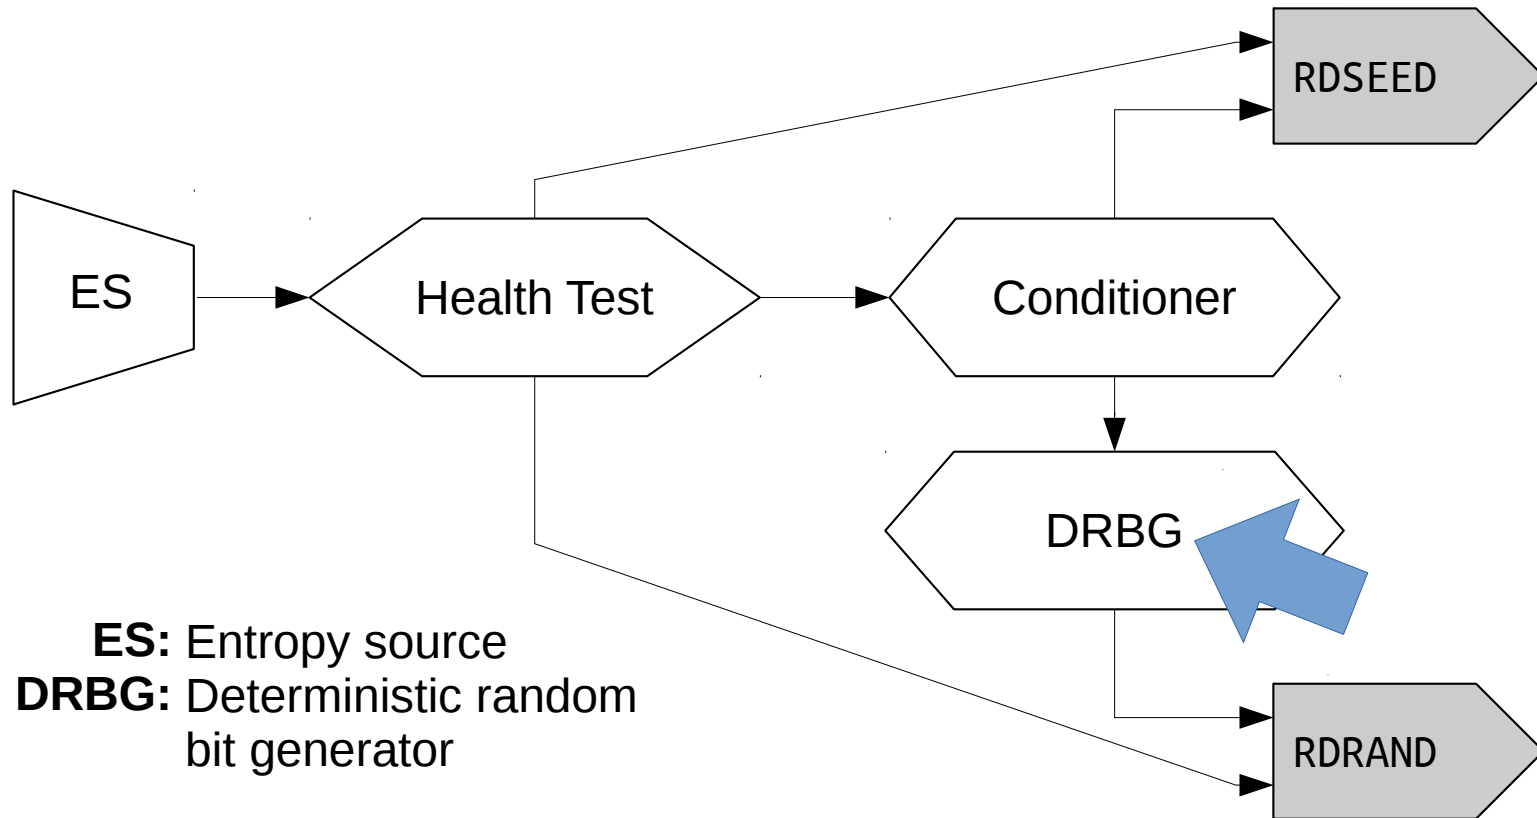 RDSEED
ES
Health Test
Conditioner
DRBG
ES: Entropy source
DRBG: Deterministic random
bit generator
RDRAND